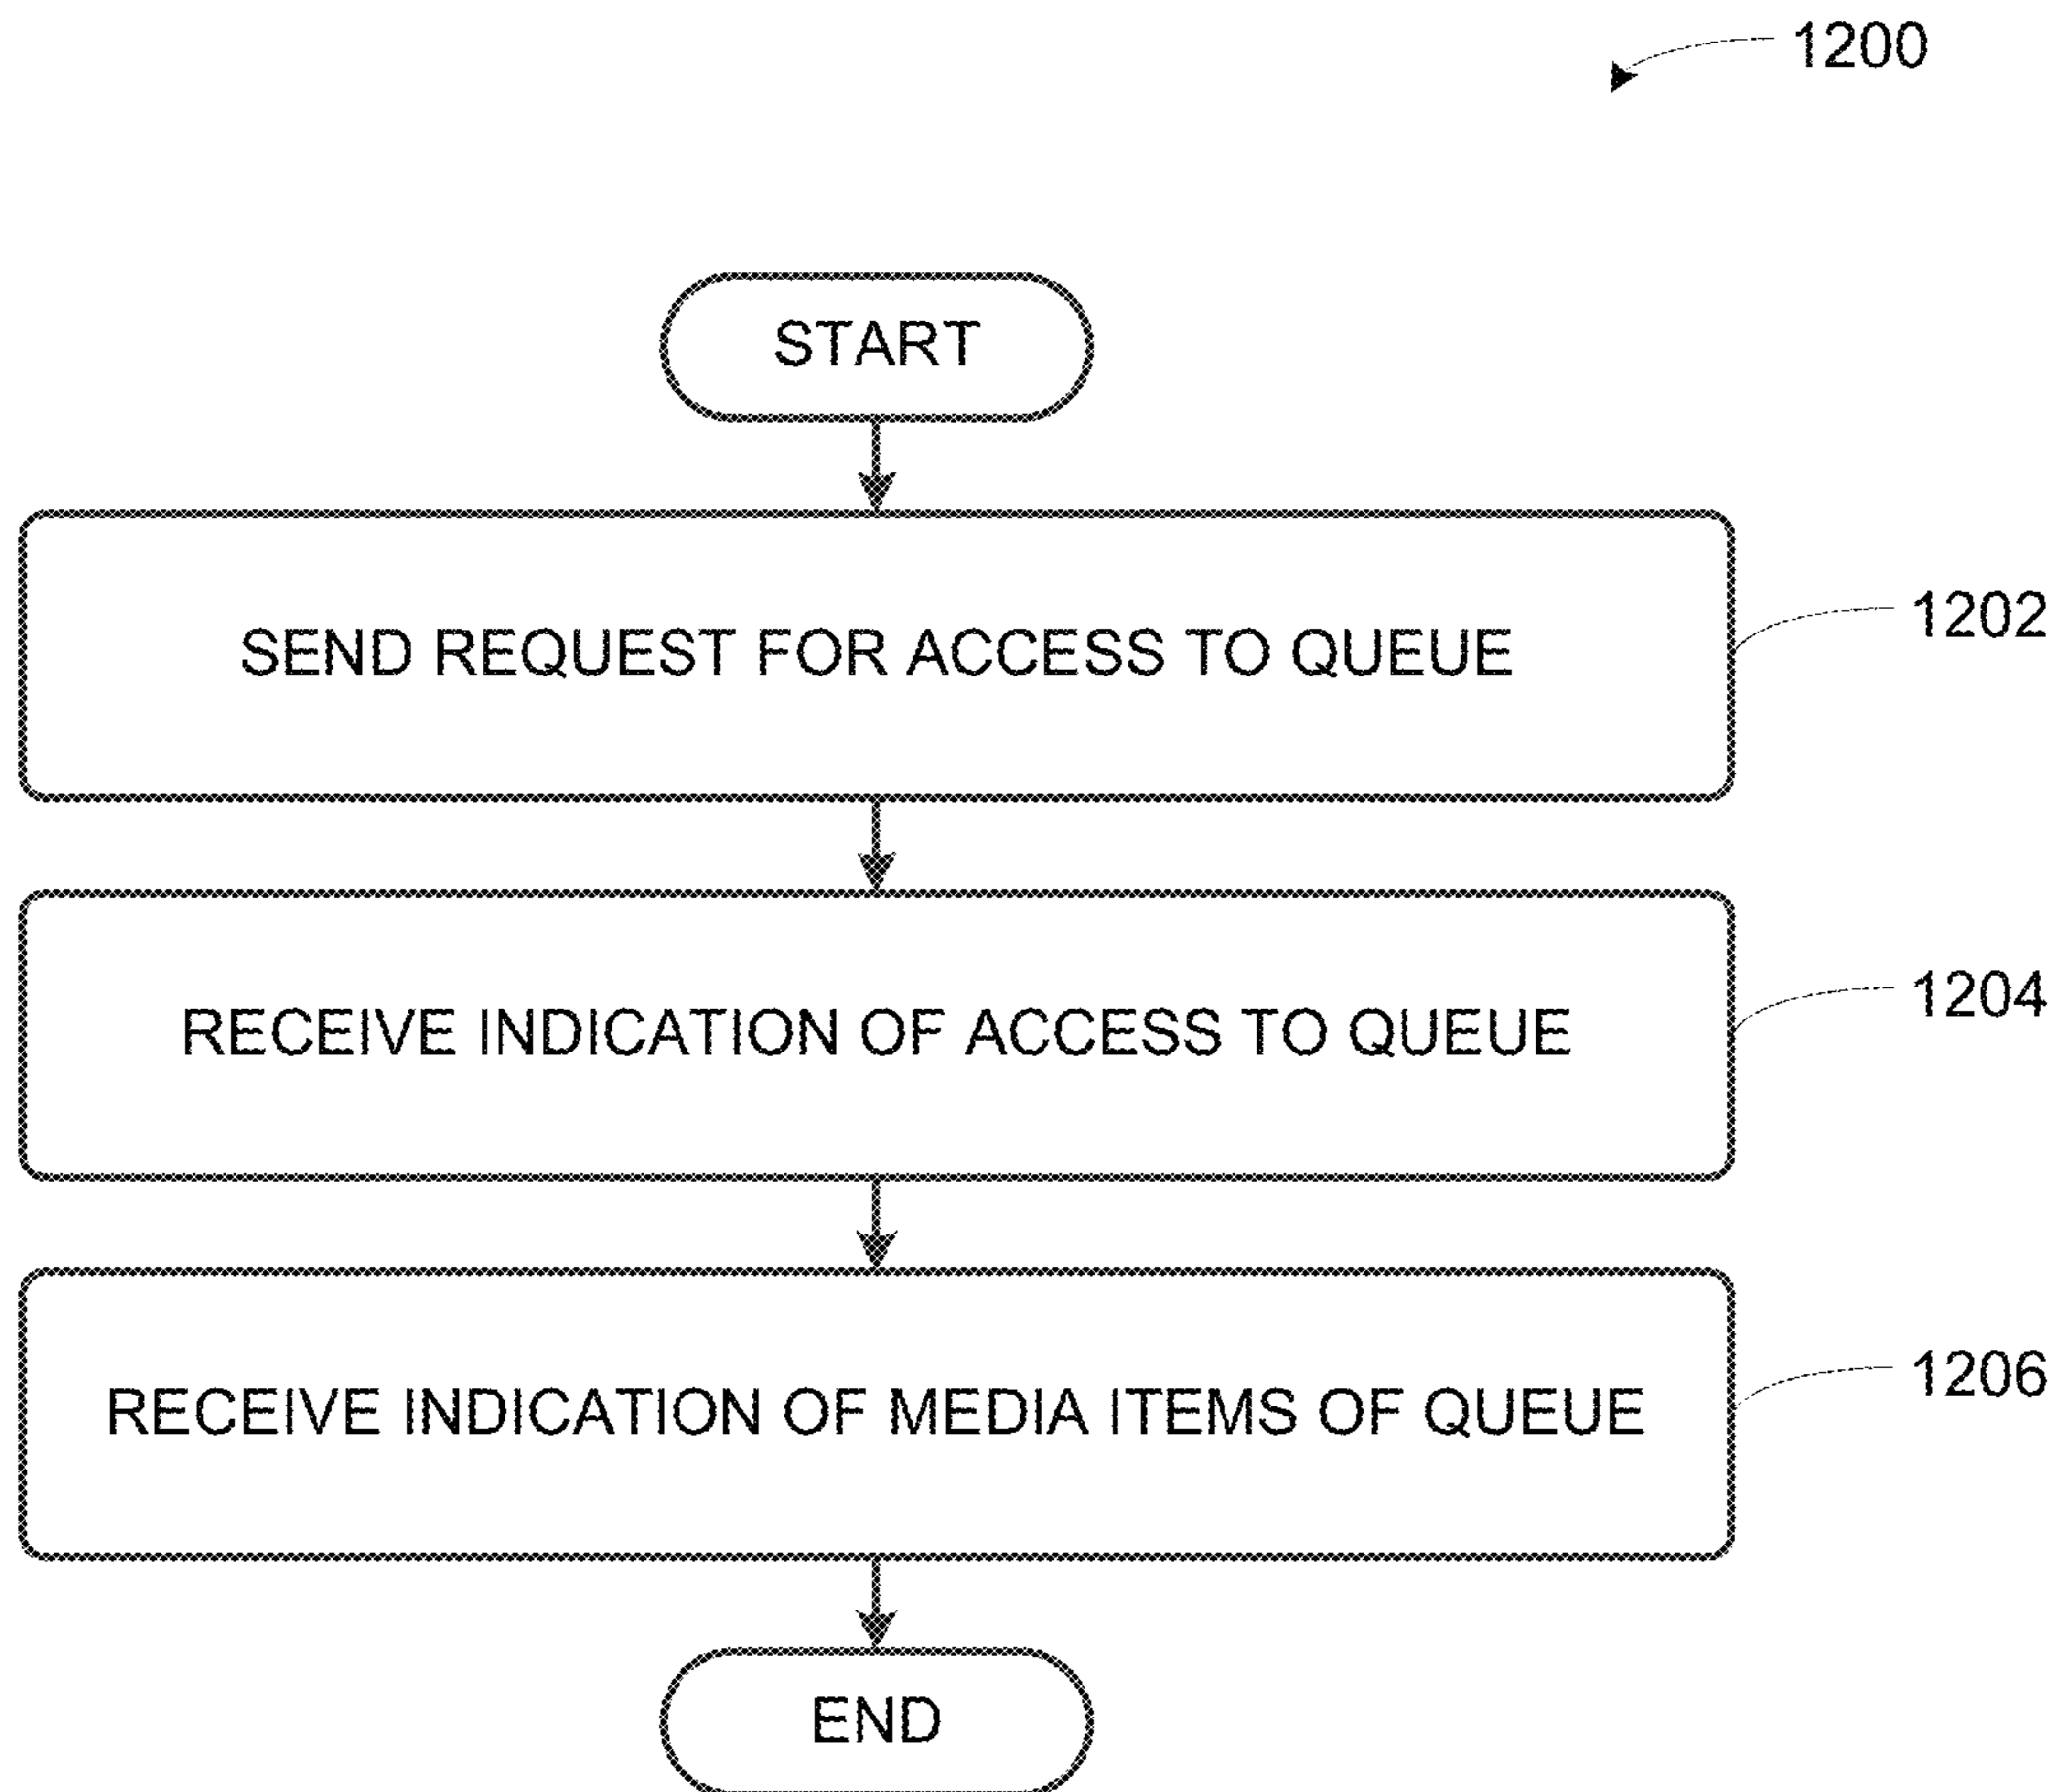 1200
START
SEND REQUEST FOR ACCESS TO QUEUE
1202
RECEIVE INDICATION OF ACCESS TO QUEUE
1204
RECEIVE INDICATION OF MEDIA ITEMS OF QUEUE
1206
END